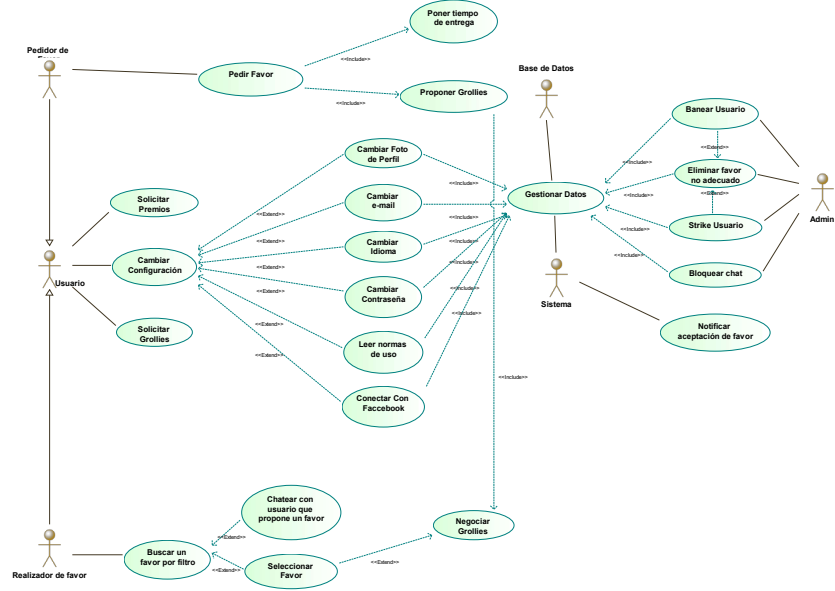 Poner tiempo
de entrega
Pedidor de
Pedir Favor
<<Include>>
Base de Datos
Proponer Grollies
<<Include>>
Banear Usuario
Cambiar Foto
de Perfil
<<Extend>>
<<Include>>
Eliminar favor
no adecuado
<<Include>>
Cambiar
e-mail
<<Include>>
Gestionar Datos
<<Include>>
<<Extend>>
Solicitar
Premios
<<Extend>>
<<Include>>
Strike Usuario
Admin
<<Extend>>
Cambiar
Idioma
<<Include>>
<<Include>>
Cambiar
Configuración
<<Extend>>
<<Include>>
Bloquear chat
Usuario
Cambiar
Contraseña
<<Extend>>
<<Include>>
Sistema
Solicitar
Grollies
<<Extend>>
<<Include>>
Leer normas
de uso
Notificar
aceptación de favor
<<Extend>>
<<Include>>
Conectar Con
Faccebook
Chatear con
usuario que
propone un favor
Negociar
Grollies
<<Extend>>
Buscar un
favor por filtro
<<Extend>>
Seleccionar
Favor
<<Extend>>
Realizador de favor